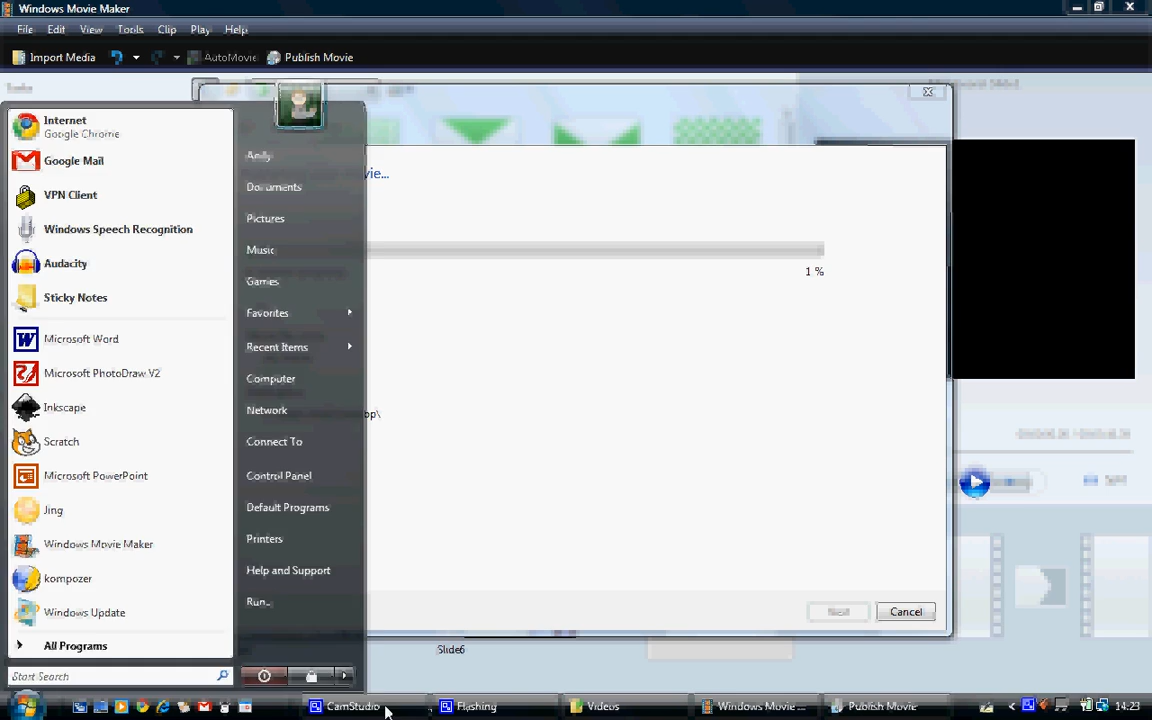 Windows Movie Maker
File Edit View Tools Clip Play Help
Import Media AutoMovie Publish Movie
Internet
Google Chrome
Google Mail
VPN Client
Windows Speech Recognition
Audacity
Sticky Notes
Microsoft Word
Microsoft PhotoDraw V2
Inkscape
Scratch
Microsoft PowerPoint
Jing
Windows Movie Maker
kompozer
Windows Update
All Programs
Start Search
Andy
Documents
Pictures
Music
Games
Favorites
Recent Items
Computer
Network
Connect To
Control Panel
Default Programs
Printers
Help and Support
Run...
vie...
1 %
op\
Next Cancel
Slide6
CamStudio Flashing Videos Windows Movie ... Publish Movie 14:23